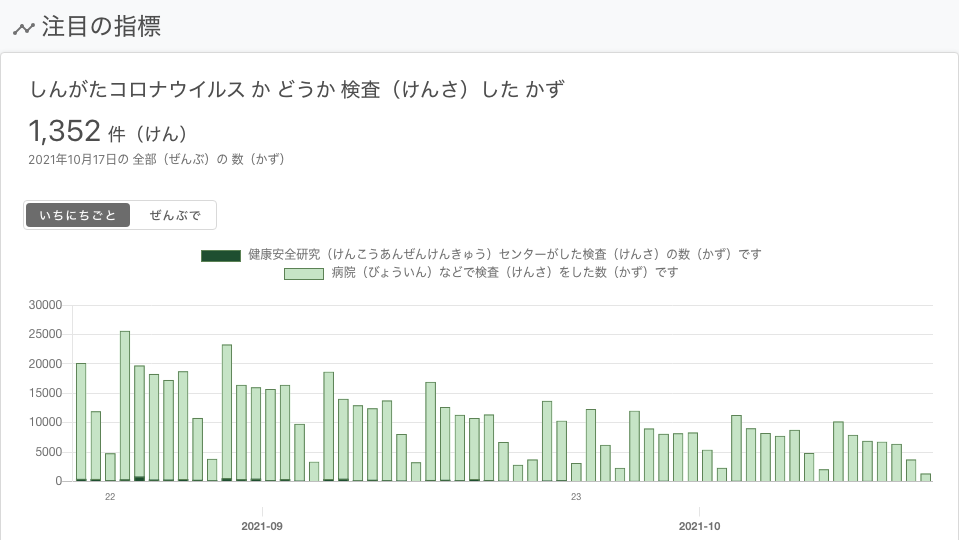 注目の指標
しんがたコロナウイルス か どうか 検査（けんさ）した かず
1,352 件（けん）
2021年10月17日の 全部（ぜんぶ）の 数（かず）
いちにちごと ぜんぶで
健康安全研究（けんこうあんぜんけんきゅう）センターがした検査（けんさ）の数（かず）です
病院（びょういん）などで検査（けんさ）をした数（かず）です
30000
25000
20000
15000
10000
5000
0
22 23
2021-09 2021-10